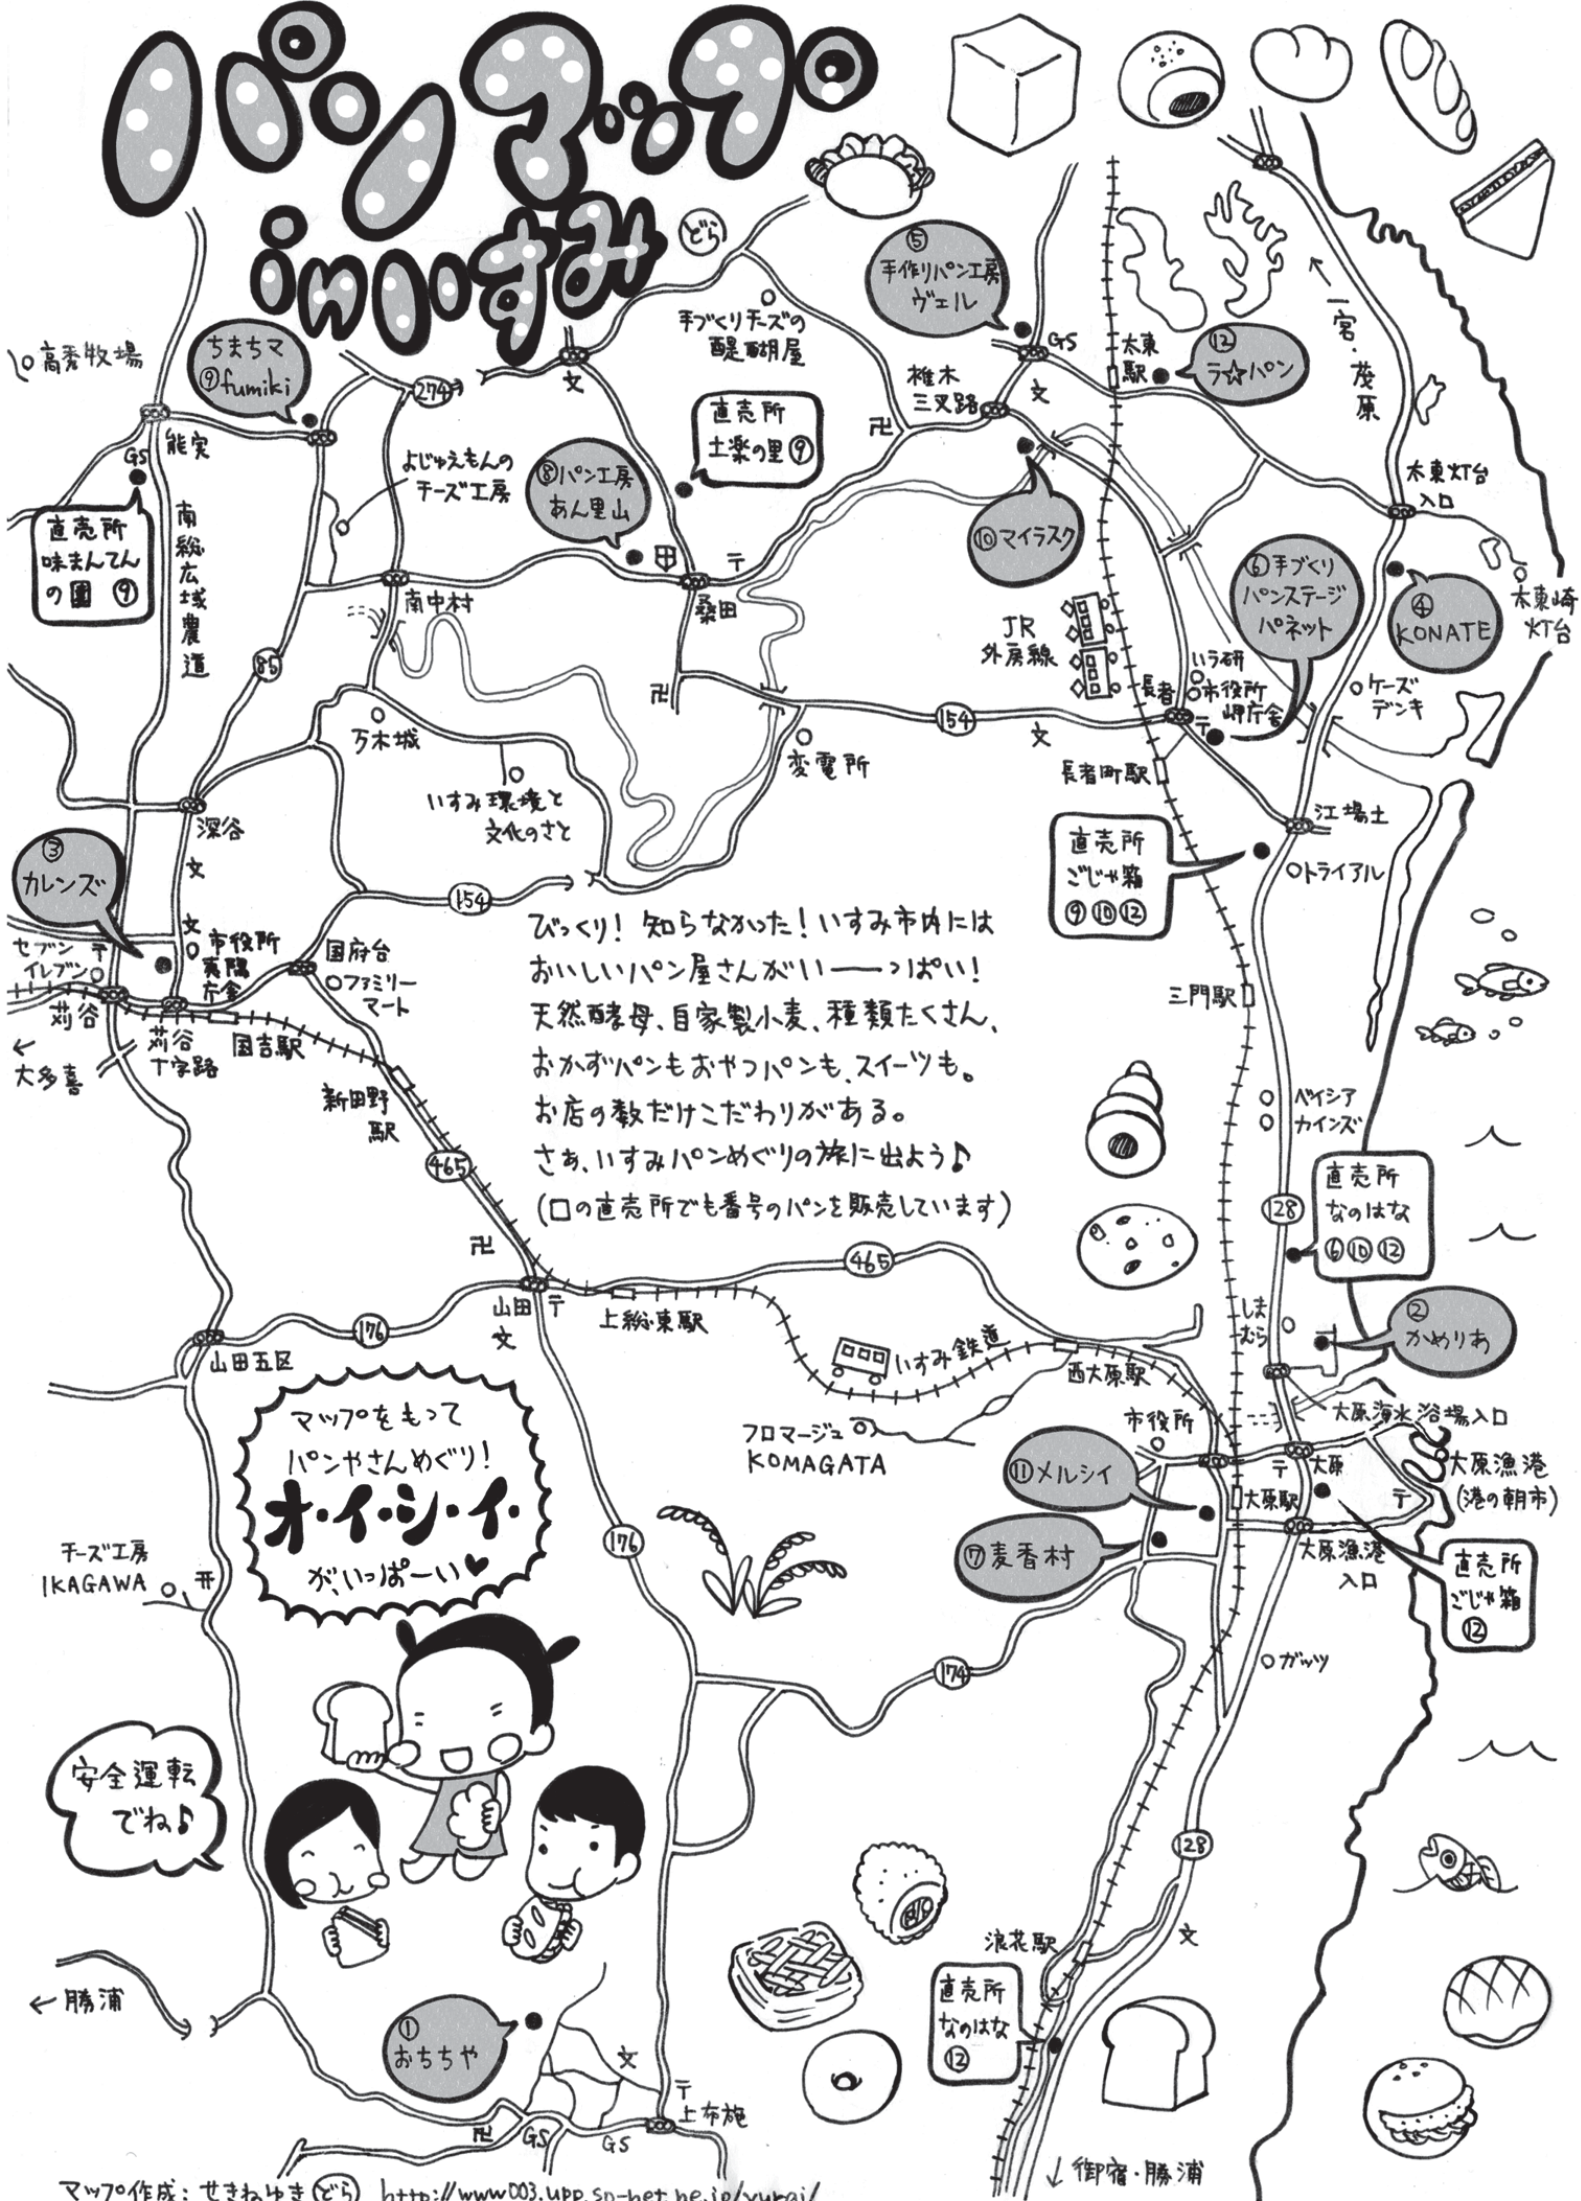 パンマップ
inいすみ
どら
⑤
手作りパン工房
ヴェル
⑫
ラ☆パン
太東
駅
GS
↑一宮・茂原
高秀牧場
ちまちマ
⑨fumiki
274
文
手づくりチーズの
醍醐屋
椎木
三叉路
文
卍
直売所
土楽の里⑨
能実
GS
よじゅえもんの
チーズ工房
⑧パン工房
あん里山
太東灯台
入口
直売所
味まんてん
の
⑨
南総広域農道
⑩マイラスク
⑥手づくり
パンステージ
パネット
④
KONATE
太東崎
灯台
南中村
桑田
〒
JR
外房線
85
卍
いラ研
市役所
岬庁舎
長者
〒
ケーズ
デンキ
万木城
154
文
変電所
長者町駅
いすみ環境と
文化のさと
江場土
深谷
直売所
ごじゃ箱
⑨⑩⑫
トライアル
③
カレンズ
文
154
文
市役所
夷隅
庁舎
セブン
イレブン
〒
国府台
ファミリー
マート
苅谷
苅谷
十字路
国吉駅
←
大多喜
新田野
駅
びっくり！知らなかった！いすみ市内には
おいしいパン屋さんがい――っぱい！
天然酵母、自家製小麦、種類たくさん、
おかずパンもおやつパンも、スイーツも。
お店の数だけこだわりがある。
さあ、いすみパンめぐりの旅に出よう♪
(□の直売所でも番号のパンを販売しています)
三門駅
ベイシア
カインズ
465
卍
128
直売所
なのはな
⑥⑩⑫
465
山田
〒
文
上総東駅
176
山田五区
いすみ鉄道
西大原駅
しま
むら
②
かめりあ
大原海水浴場入口
マップをもって
パンやさんめぐり！
オ・イ・シ・イ・
が、いっぱーい♥
フロマージュ
KOMAGATA
市役所
⑪メルシイ
大原駅
〒
大原
大原漁港
(港の朝市)
〒
176
⑦麦香村
大原漁港
入口
直売所
ごじゃ箱
⑫
チーズ工房
IKAGAWA
174
ガッツ
安全運転
でね♪
128
文
浪花駅
直売所
なのはな
⑫
←勝浦
①
おちちや
文
〒
上布施
卍
GS
GS
↓御宿・勝浦
マップ作成：せきねゆき どら http://www003.upp.so-net.ne.jp/yukai/